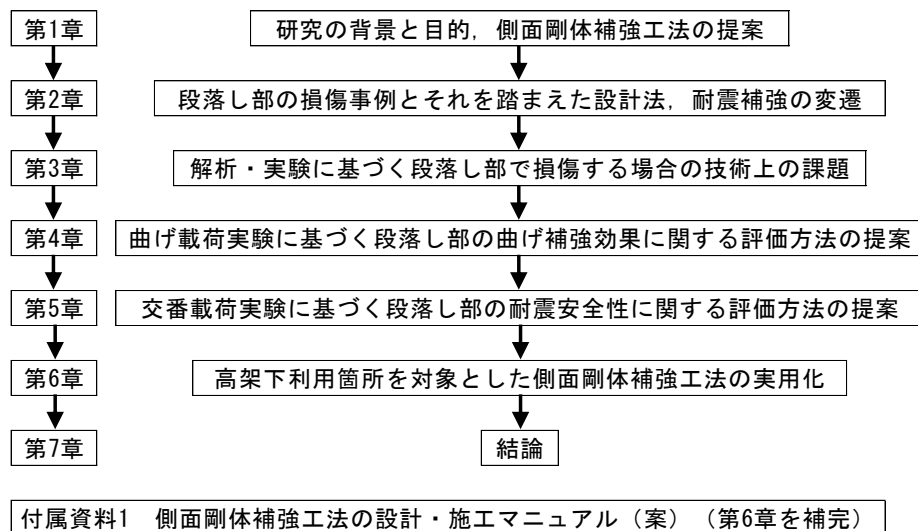 第1章 研究の背景と目的，側面剛体補強工法の提案
第2章 段落し部の損傷事例とそれを踏まえた設計法，耐震補強の変遷
第3章 解析・実験に基づく段落し部で損傷する場合の技術上の課題
第4章 曲げ載荷実験に基づく段落し部の曲げ補強効果に関する評価方法の提案
第5章 交番載荷実験に基づく段落し部の耐震安全性に関する評価方法の提案
第6章 高架下利用箇所を対象とした側面剛体補強工法の実用化
第7章 結論
付属資料1　側面剛体補強工法の設計・施工マニュアル（案）（第6章を補完）